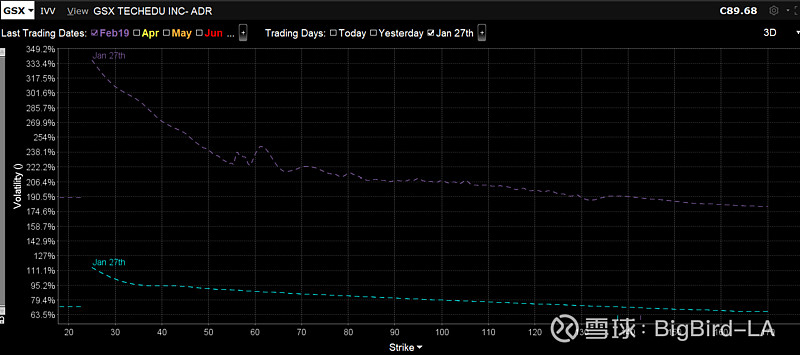 GSX IVV View GSX TECHEDU INC- ADR C89.68
Last Trading Dates: Feb19 Apr May Jun ... + Trading Days: Today Yesterday Jan 27th + 3D
349.2%
333.4%
317.5%
301.6%
285.7%
269.9%
254%
238.1%
222.2%
206.4%
190.5%
174.6%
158.7%
142.9%
127%
111.1%
95.2%
79.4%
63.5%
Volatility ()
Jan 27th
Jan 27th
20 30 40 50 60 70 80 90 100 110 120 130 150 170
Strike
雪球：BigBird-LA